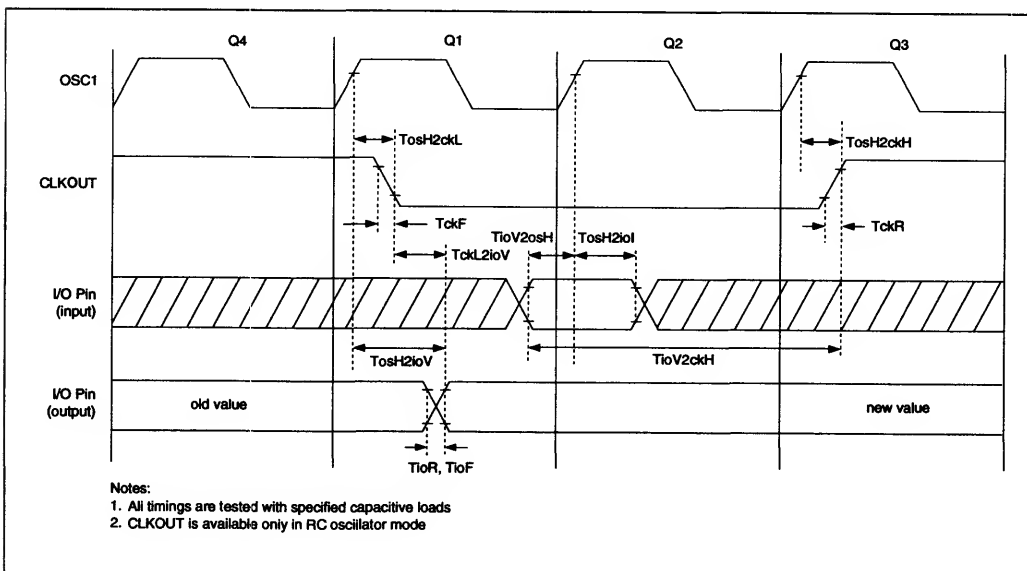 Q4 Q1 Q2 Q3
OSC1
TosH2ckL TosH2ckH
CLKOUT
TckF TioV2osH TosH2ioI TckR
TckL2ioV
I/O Pin
(input)
TosH2ioV TioV2ckH
I/O Pin
(output)
old value new value
TioR, TioF
Notes:
1. All timings are tested with specified capacitive loads
2. CLKOUT is available only in RC oscillator mode